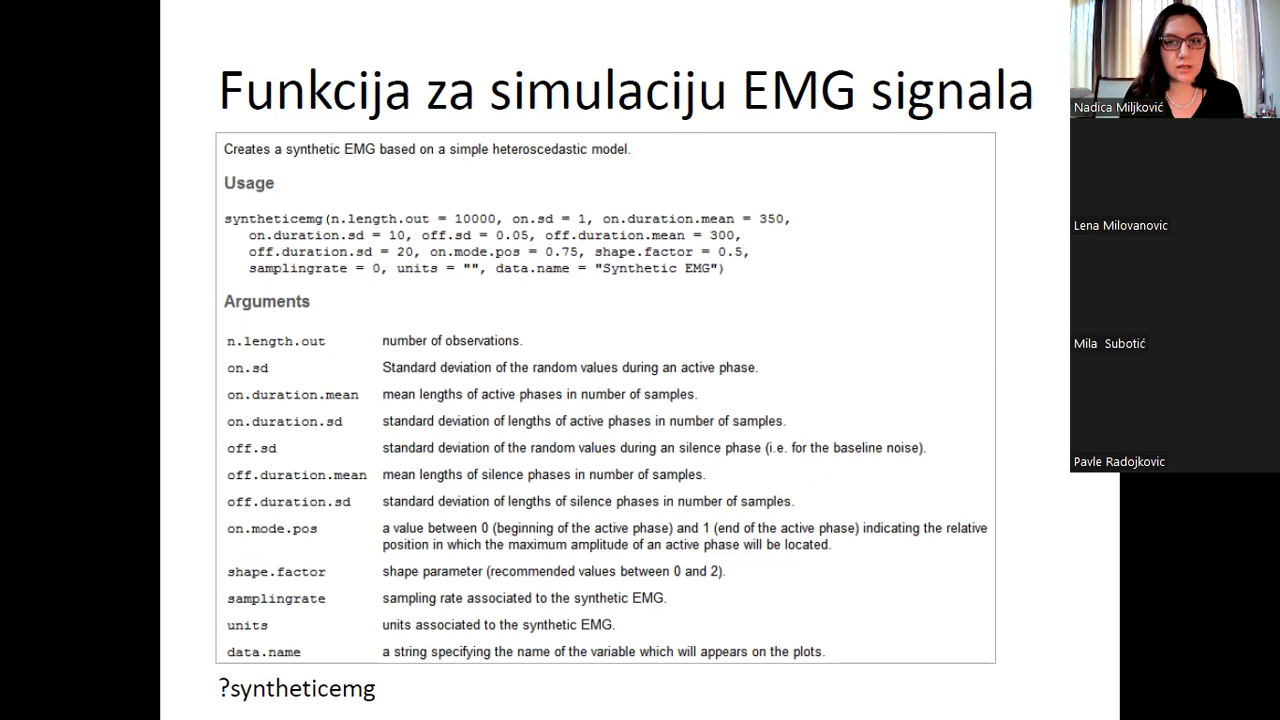 Funkcija za simulaciju EMG signala
Creates a synthetic EMG based on a simple heteroscedastic model.
Usage
syntheticemg(n.length.out = 10000, on.sd = 1, on.duration.mean = 350,
on.duration.sd = 10, off.sd = 0.05, off.duration.mean = 300,
off.duration.sd = 20, on.mode.pos = 0.75, shape.factor = 0.5,
samplingrate = 0, units = "", data.name = "Synthetic EMG")
Arguments
n.length.out number of observations.
on.sd Standard deviation of the random values during an active phase.
on.duration.mean mean lengths of active phases in number of samples.
on.duration.sd standard deviation of lengths of active phases in number of samples.
off.sd standard deviation of the random values during an silence phase (i.e. for the baseline noise).
off.duration.mean mean lengths of silence phases in number of samples.
off.duration.sd standard deviation of lengths of silence phases in number of samples.
on.mode.pos a value between 0 (beginning of the active phase) and 1 (end of the active phase) indicating the relative
position in which the maximum amplitude of an active phase will be located.
shape.factor shape parameter (recommended values between 0 and 2).
samplingrate sampling rate associated to the synthetic EMG.
units units associated to the synthetic EMG.
data.name a string specifying the name of the variable which will appears on the plots.
?syntheticemg
Nadica Miljković
Lena Milovanovic
Mila Subotić
Pavle Radojkovic